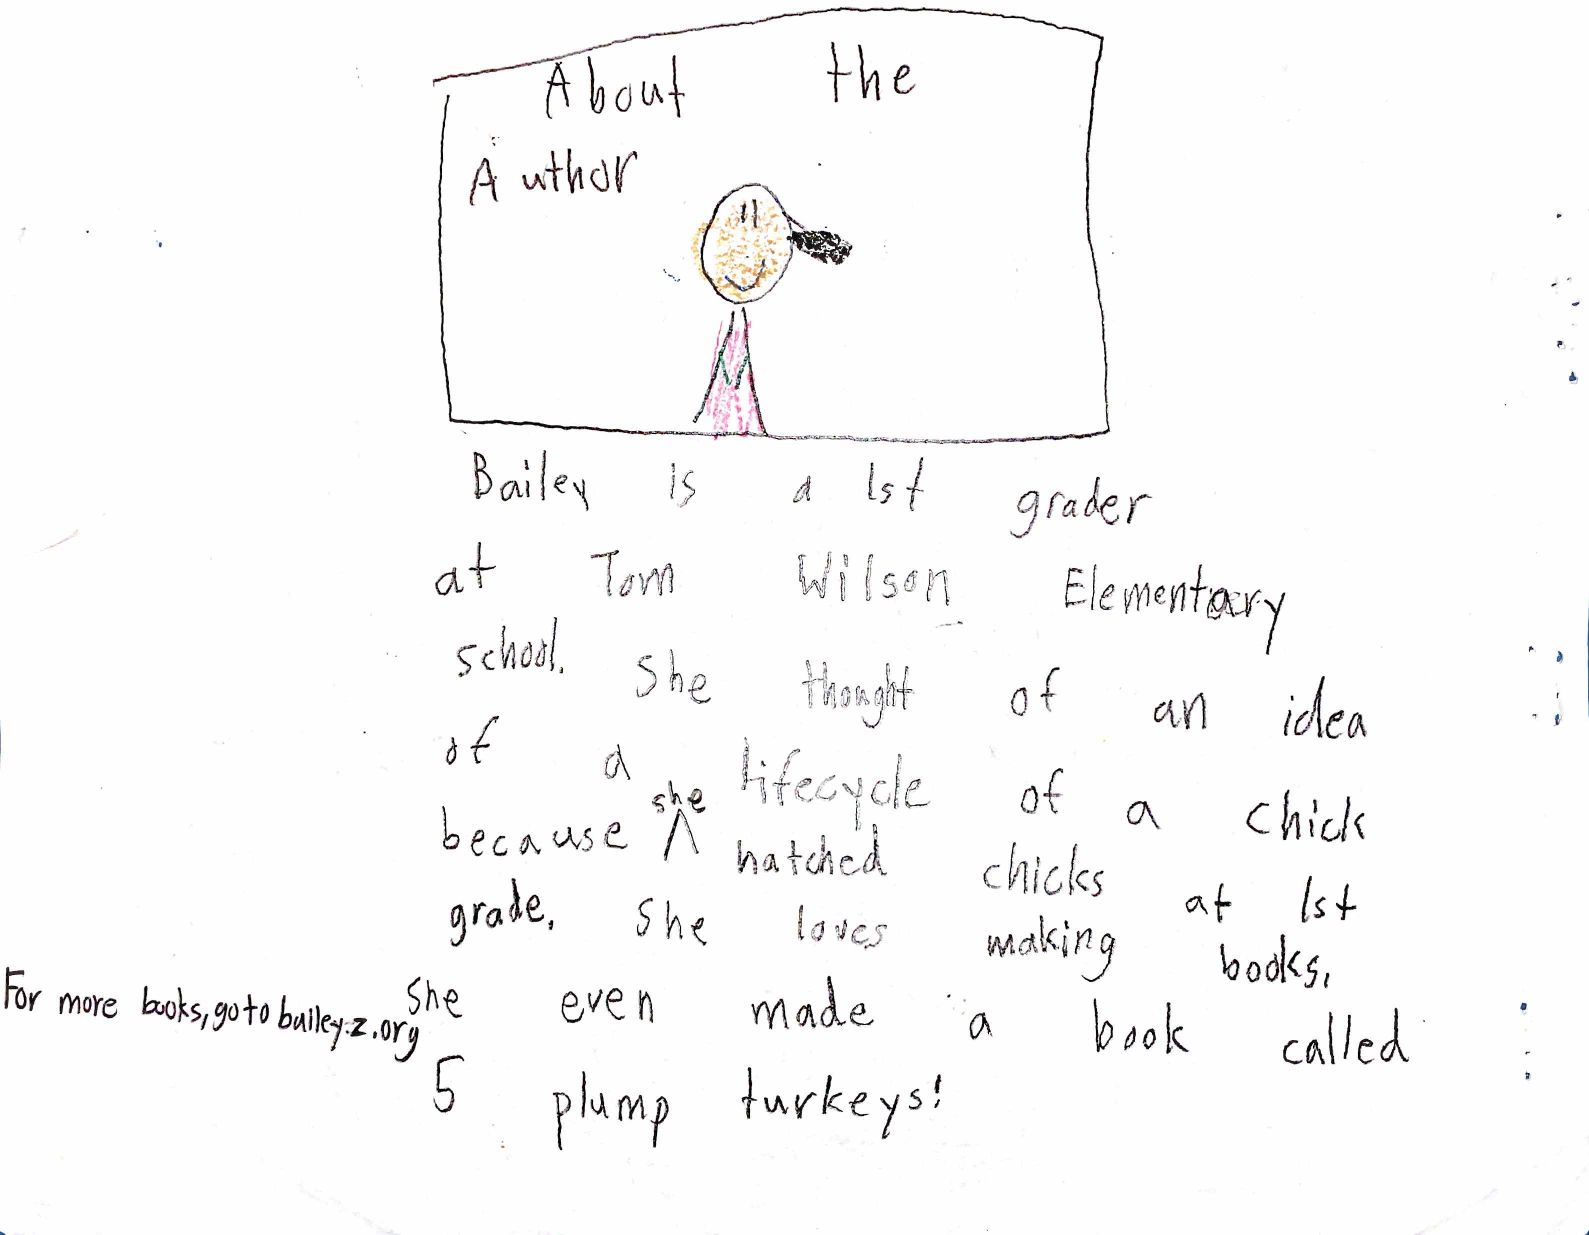 About the
Author
Bailey is a 1st grader
at Tom Wilson Elementary
school. She thought of an idea
of a lifecycle of a chick
because she hatched chicks at 1st
grade. She loves making books.
She even made a book called
5 plump turkeys!
For more books, go to bailey.z.org